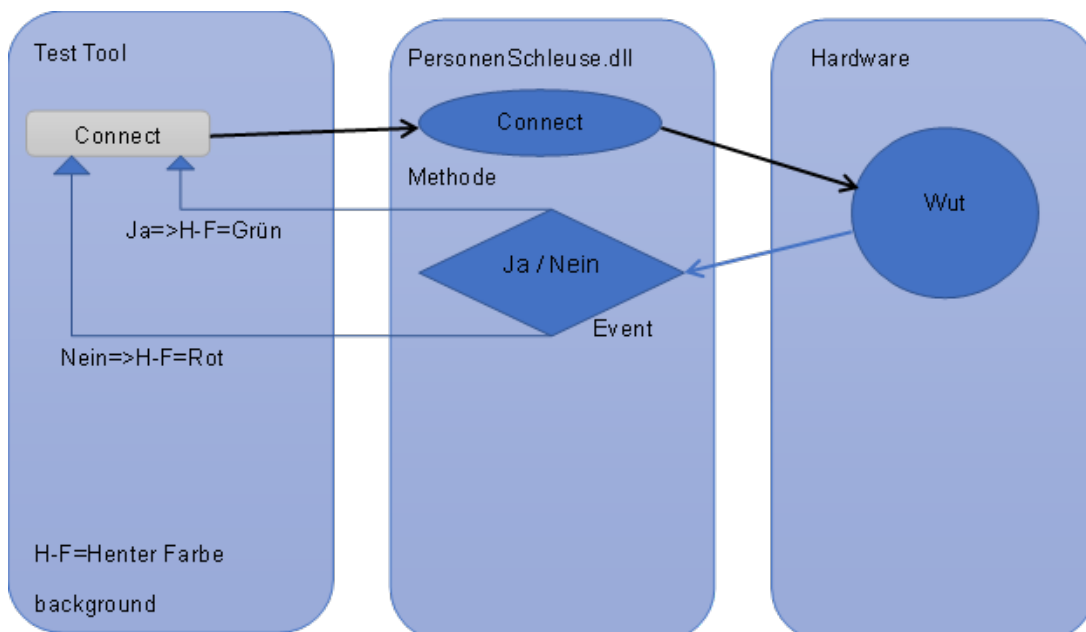 Test Tool
Connect
Ja=>H-F=Grün
Nein=>H-F=Rot
H-F=Henter Farbe
background
PersonenSchleuse.dll
Connect
Methode
Ja / Nein
Event
Hardware
Wut